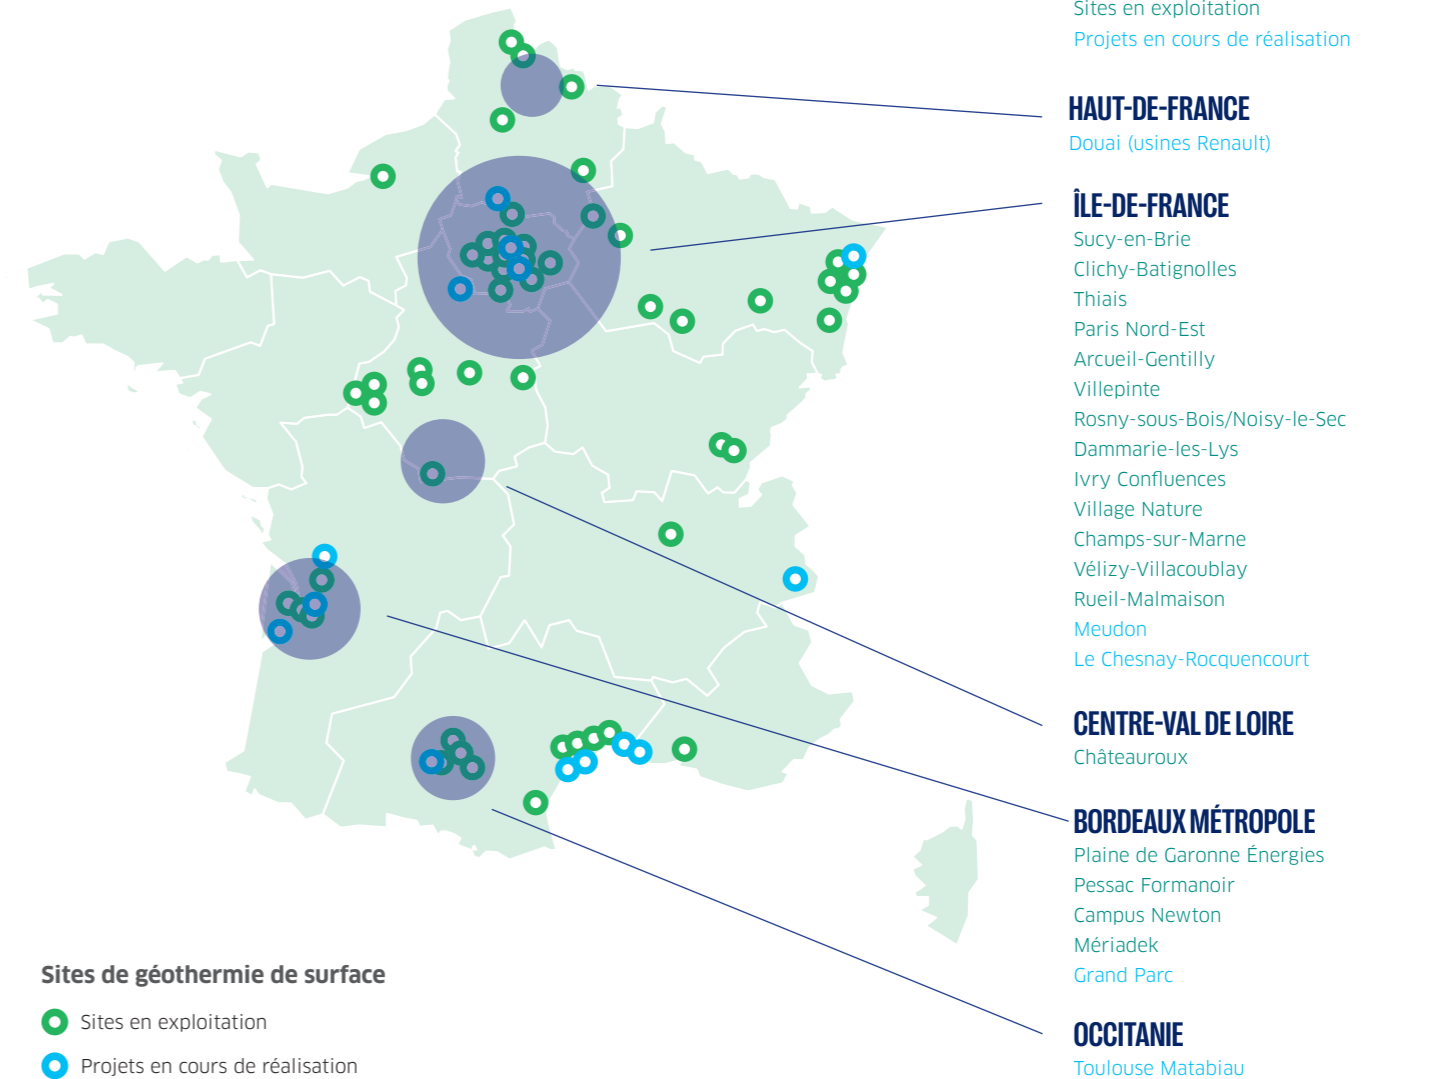 Sites en exploitation
Projets en cours de réalisation
HAUT-DE-FRANCE
Douai (usines Renault)
ÎLE-DE-FRANCE
Sucy-en-Brie
Clichy-Batignolles
Thiais
Paris Nord-Est
Arcueil-Gentilly
Villepinte
Rosny-sous-Bois/Noisy-le-Sec
Dammarie-les-Lys
Ivry Confluences
Village Nature
Champs-sur-Marne
Vélizy-Villacoublay
Rueil-Malmaison
Meudon
Le Chesnay-Rocquencourt
CENTRE-VAL DE LOIRE
Châteauroux
BORDEAUX MÉTROPOLE
Plaine de Garonne Énergies
Pessac Formanoir
Campus Newton
Mériadek
Grand Parc
OCCITANIE
Toulouse Matabiau
Sites de géothermie de surface
Sites en exploitation
Projets en cours de réalisation